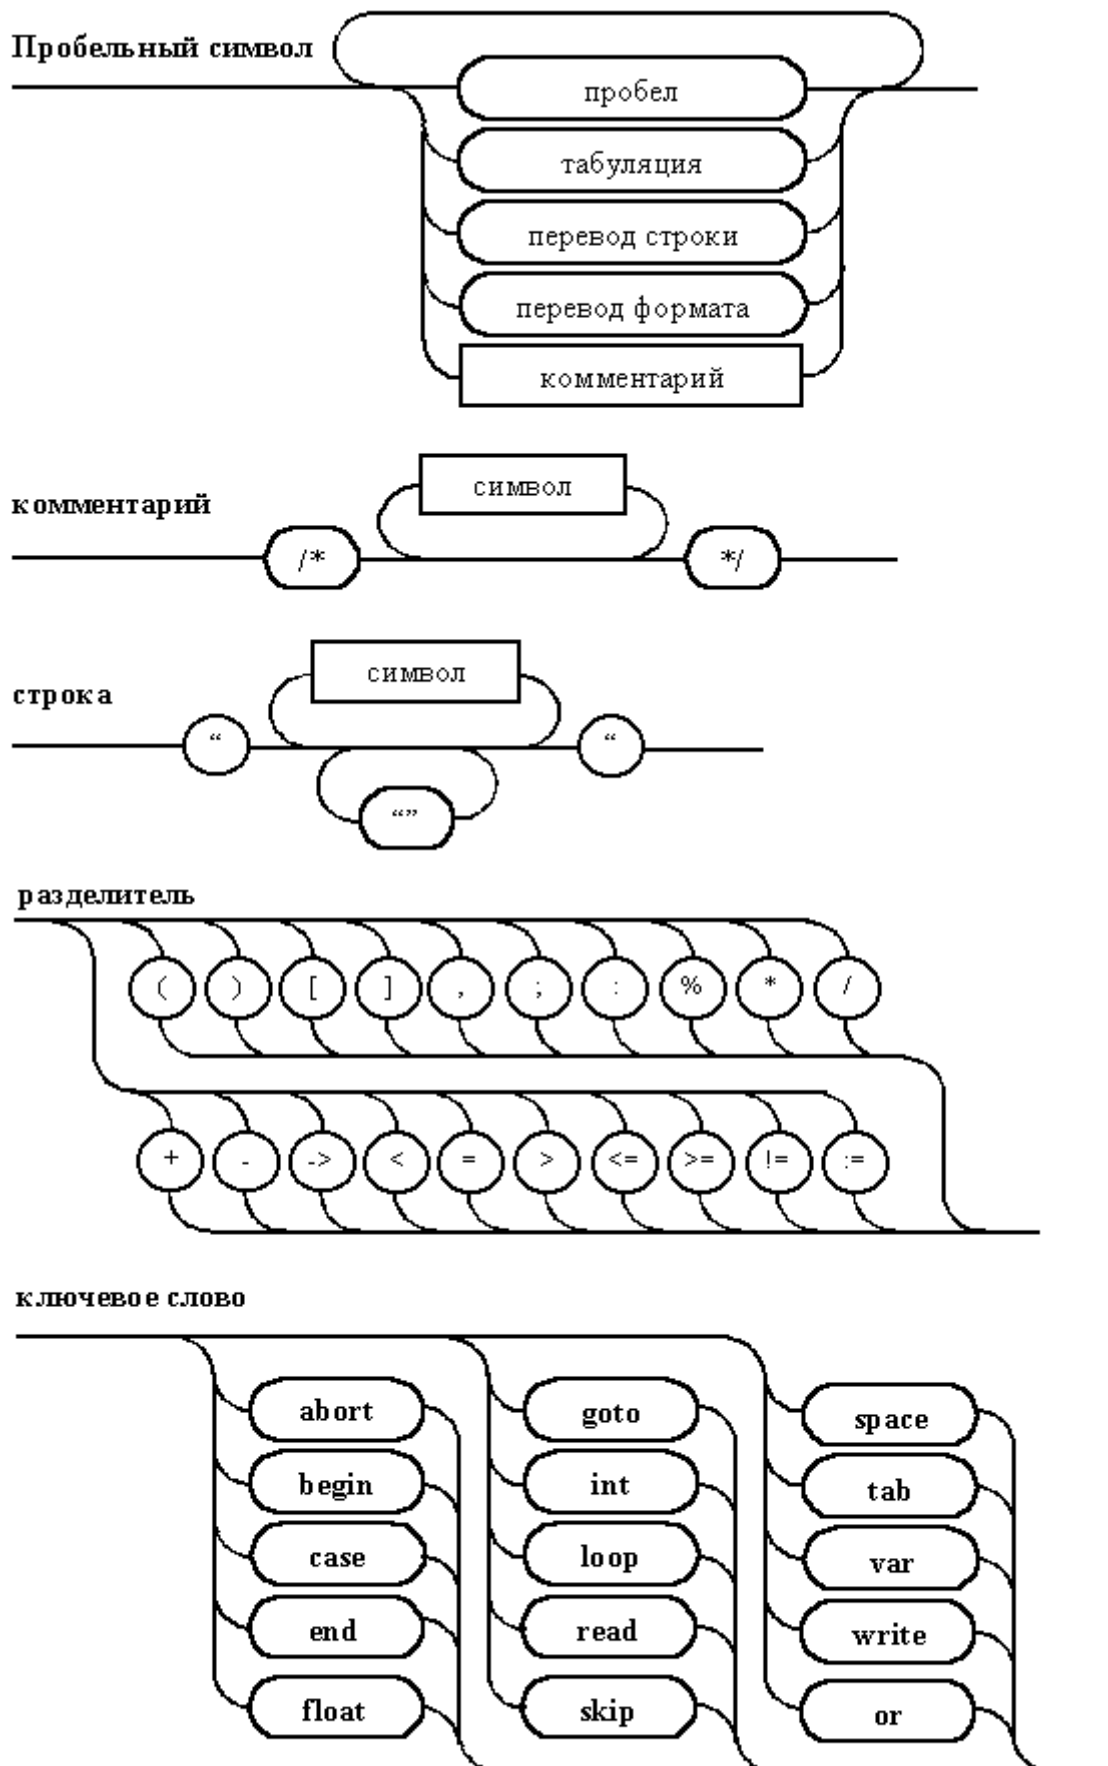 Пробельный символ
пробел
табуляция
перевод строки
перевод формата
комментарий
комментарий
символ
/*
*/
строка
символ
“
“
“”
разделитель
( ) [ ] , ; : % * /
+ - -> < = > <= >= != :=
ключевое слово
abort
begin
case
end
float
goto
int
loop
read
skip
space
tab
var
write
or